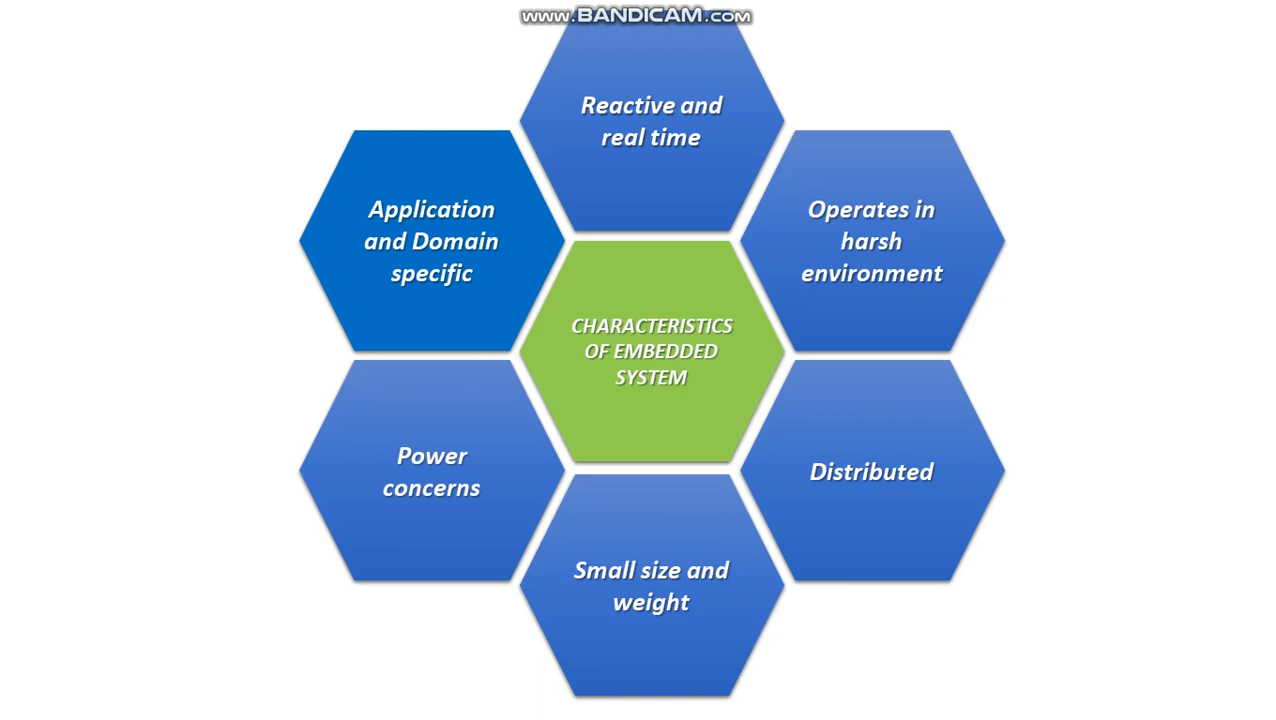 www.BANDICAM.com
Reactive and
real time
Application
and Domain
specific
Operates in
harsh
environment
CHARACTERISTICS
OF EMBEDDED
SYSTEM
Power
concerns
Distributed
Small size and
weight